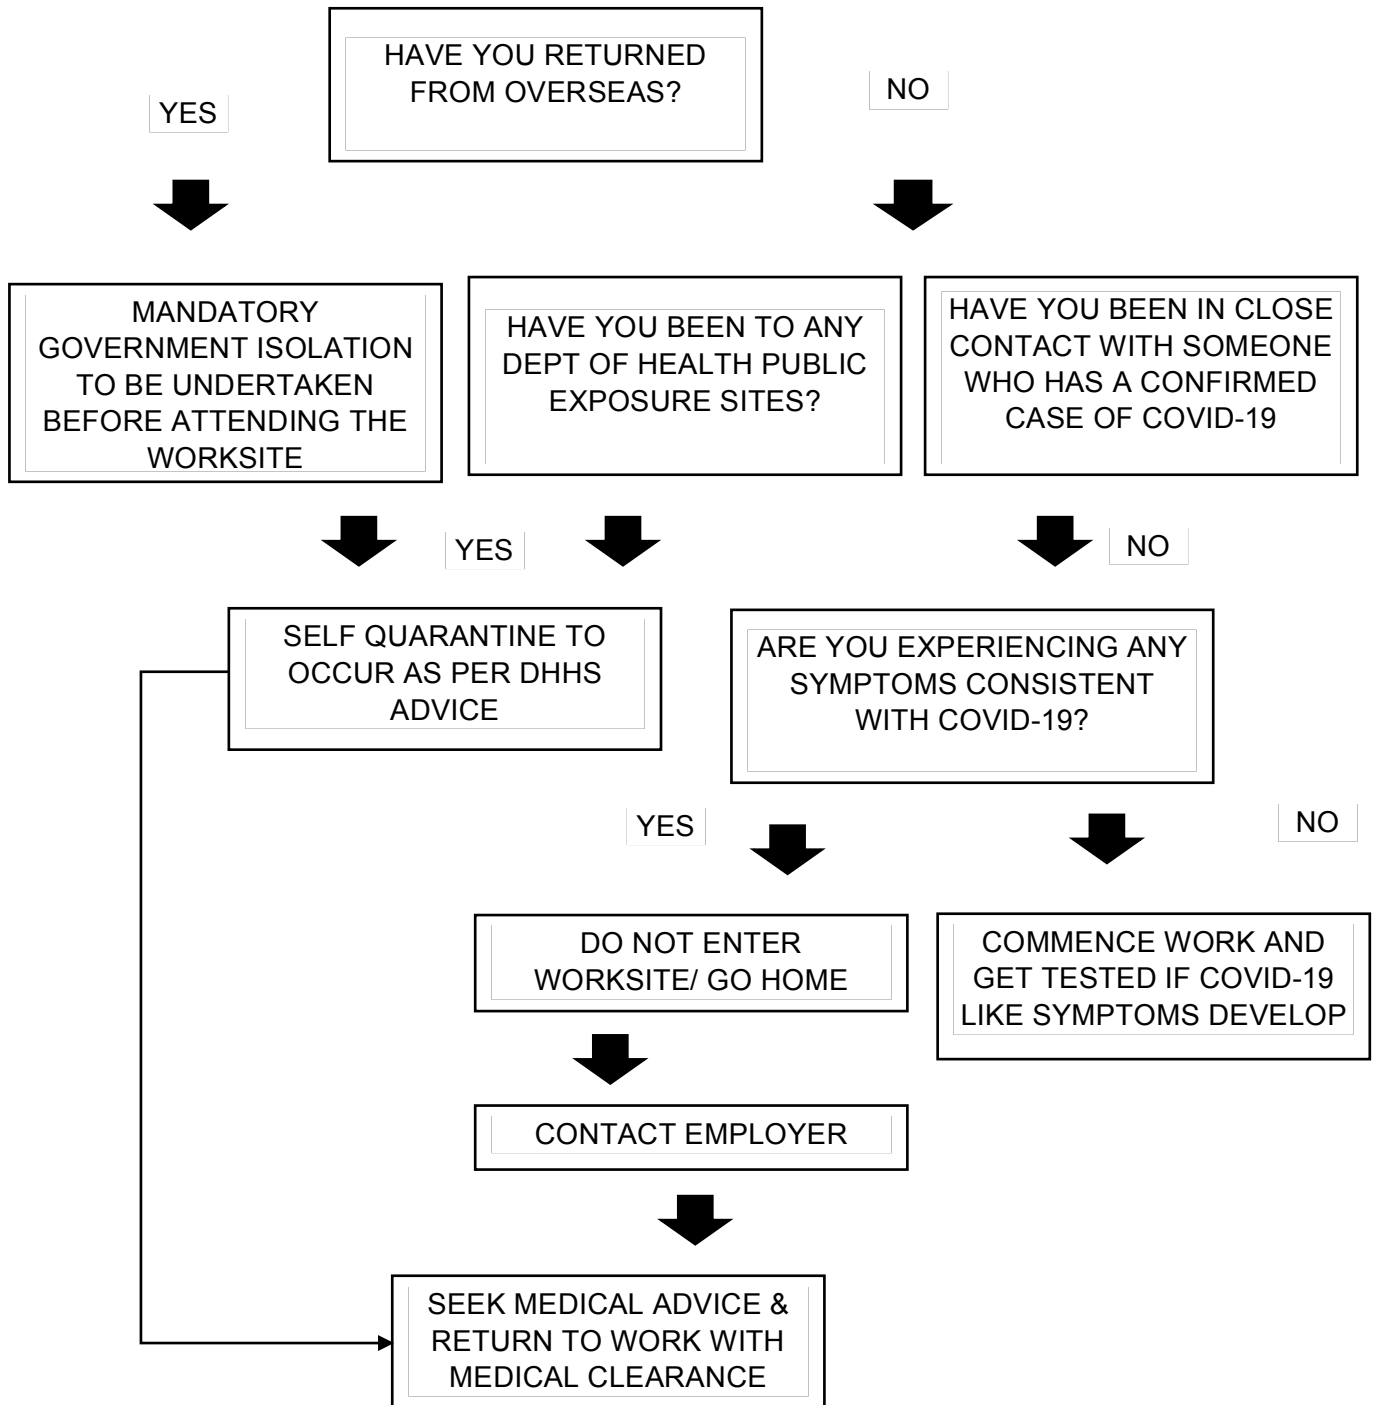 HAVE YOU RETURNED
FROM OVERSEAS?
YES
NO
MANDATORY
GOVERNMENT ISOLATION
TO BE UNDERTAKEN
BEFORE ATTENDING THE
WORKSITE
HAVE YOU BEEN TO ANY
DEPT OF HEALTH PUBLIC
EXPOSURE SITES?
HAVE YOU BEEN IN CLOSE
CONTACT WITH SOMEONE
WHO HAS A CONFIRMED
CASE OF COVID-19
YES
NO
SELF QUARANTINE TO
OCCUR AS PER DHHS
ADVICE
ARE YOU EXPERIENCING ANY
SYMPTOMS CONSISTENT
WITH COVID-19?
YES
NO
DO NOT ENTER
WORKSITE/ GO HOME
COMMENCE WORK AND
GET TESTED IF COVID-19
LIKE SYMPTOMS DEVELOP
CONTACT EMPLOYER
SEEK MEDICAL ADVICE &
RETURN TO WORK WITH
MEDICAL CLEARANCE